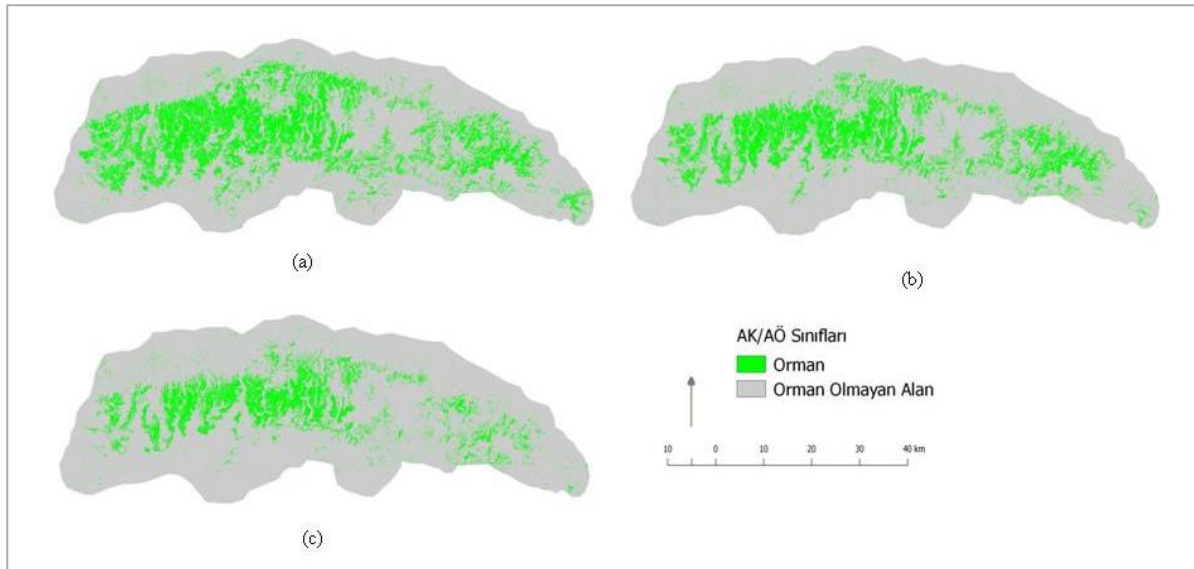 (a)
(b)
(c)
AK/AÖ Sınıfları
Orman
Orman Olmayan Alan
10 0 10 20 30 40 km